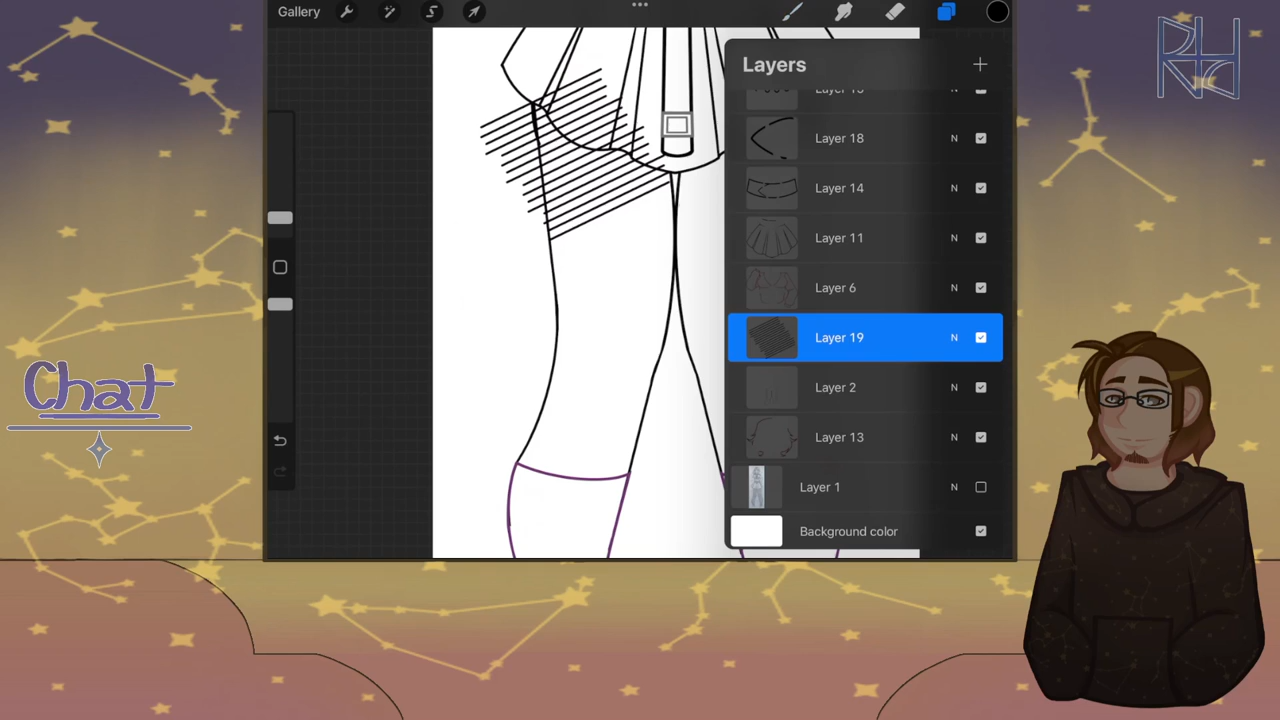 Gallery
Layers
Layer 18
N
Layer 14
N
Layer 11
N
Layer 6
N
Layer 19
N
Layer 2
N
Layer 13
N
Layer 1
N
Background color
Chat